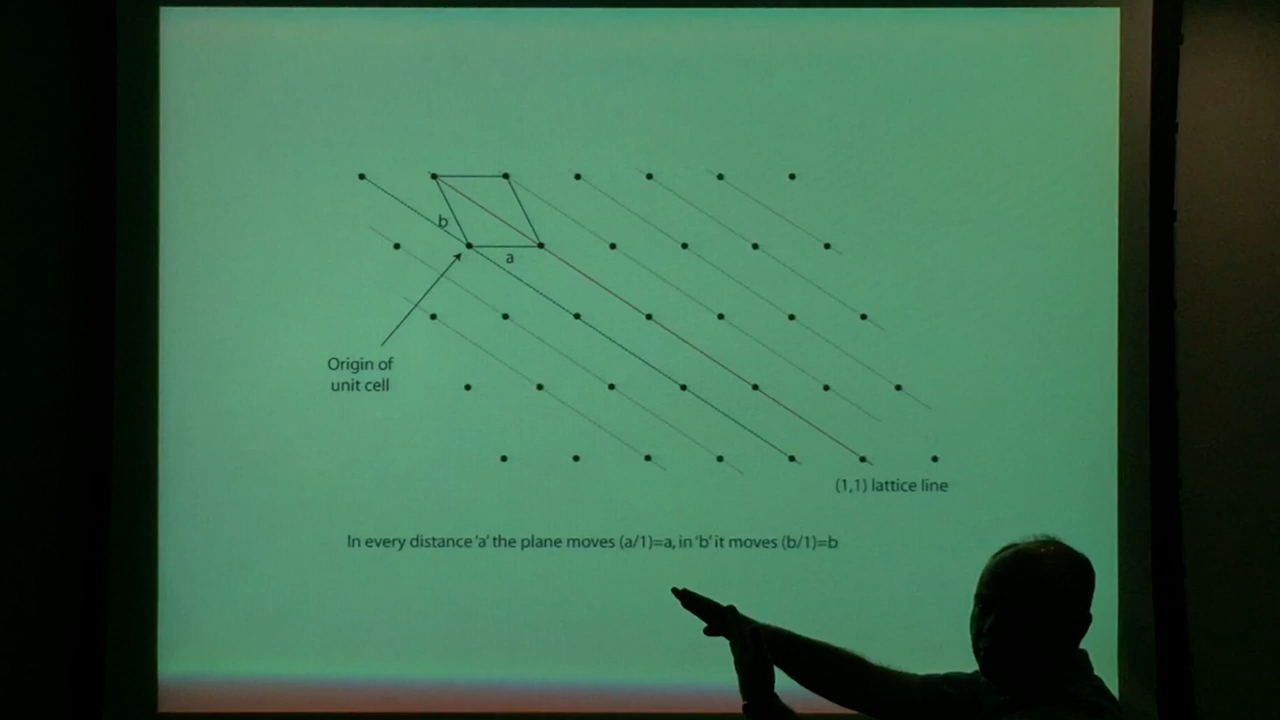 b
a
Origin of
unit cell
(1,1) lattice line
In every distance 'a' the plane moves (a/1)=a, in 'b' it moves (b/1)=b